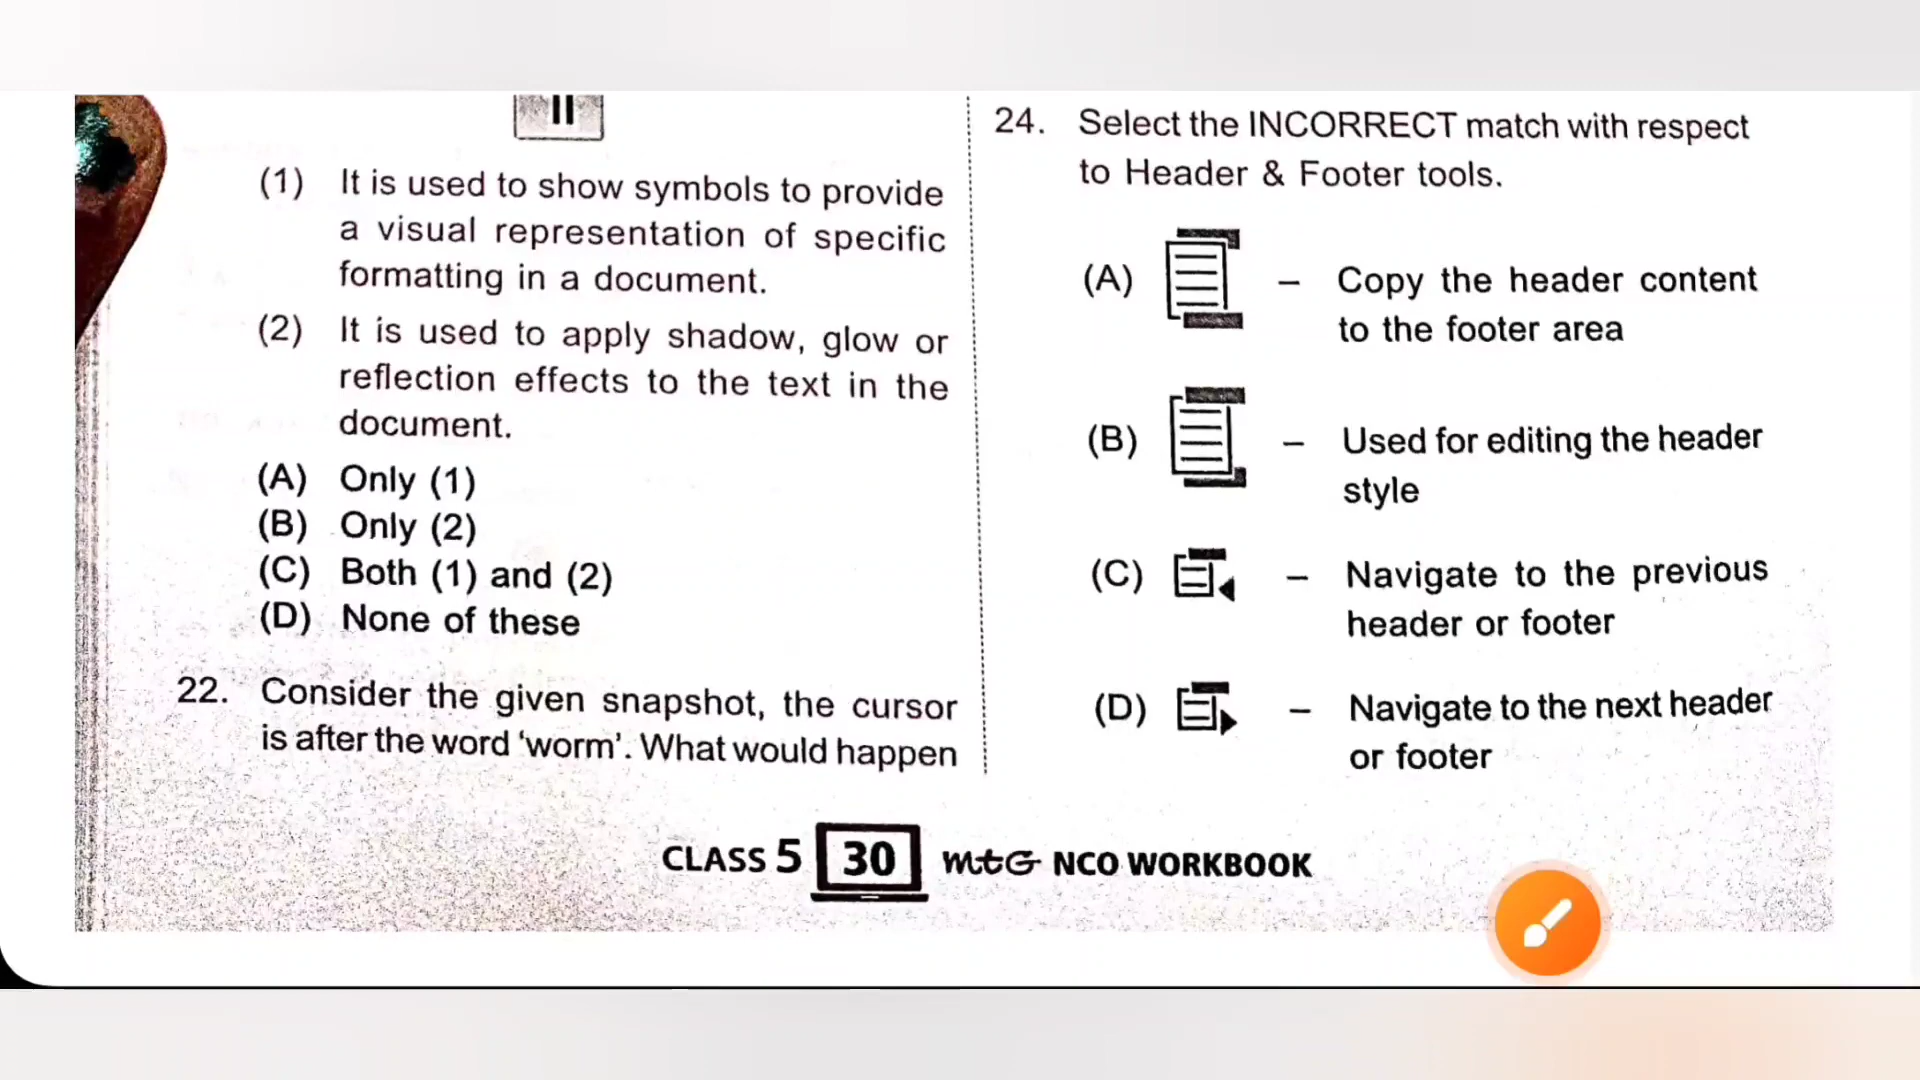 (1) It is used to show symbols to provide
a visual representation of specific
formatting in a document.
(2) It is used to apply shadow, glow or
reflection effects to the text in the
document.
(A) Only (1)
(B) Only (2)
(C) Both (1) and (2)
(D) None of these
22. Consider the given snapshot, the cursor
is after the word ‘worm’. What would happen
24. Select the INCORRECT match with respect
to Header & Footer tools.
(A) – Copy the header content
to the footer area
(B) – Used for editing the header
style
(C) – Navigate to the previous
header or footer
(D) – Navigate to the next header
or footer
CLASS 5 30 mtG NCO WORKBOOK